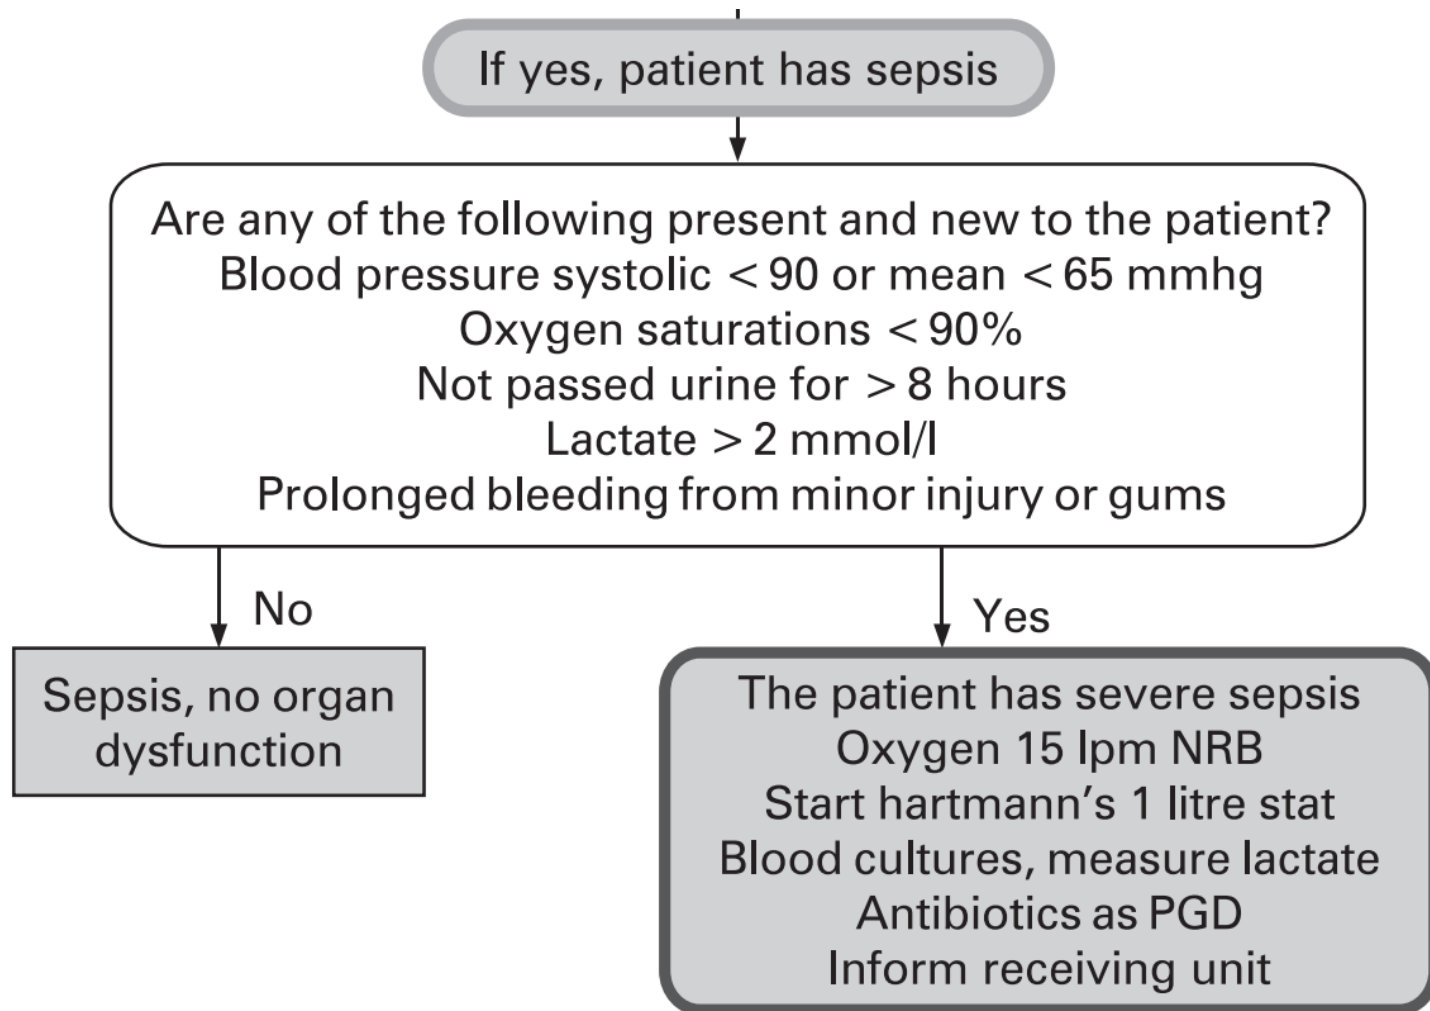 If yes, patient has sepsis
Are any of the following present and new to the patient?
Blood pressure systolic < 90 or mean < 65 mmhg
Oxygen saturations < 90%
Not passed urine for > 8 hours
Lactate > 2 mmol/l
Prolonged bleeding from minor injury or gums
No
Yes
Sepsis, no organ
dysfunction
The patient has severe sepsis
Oxygen 15 lpm NRB
Start hartmann’s 1 litre stat
Blood cultures, measure lactate
Antibiotics as PGD
Inform receiving unit